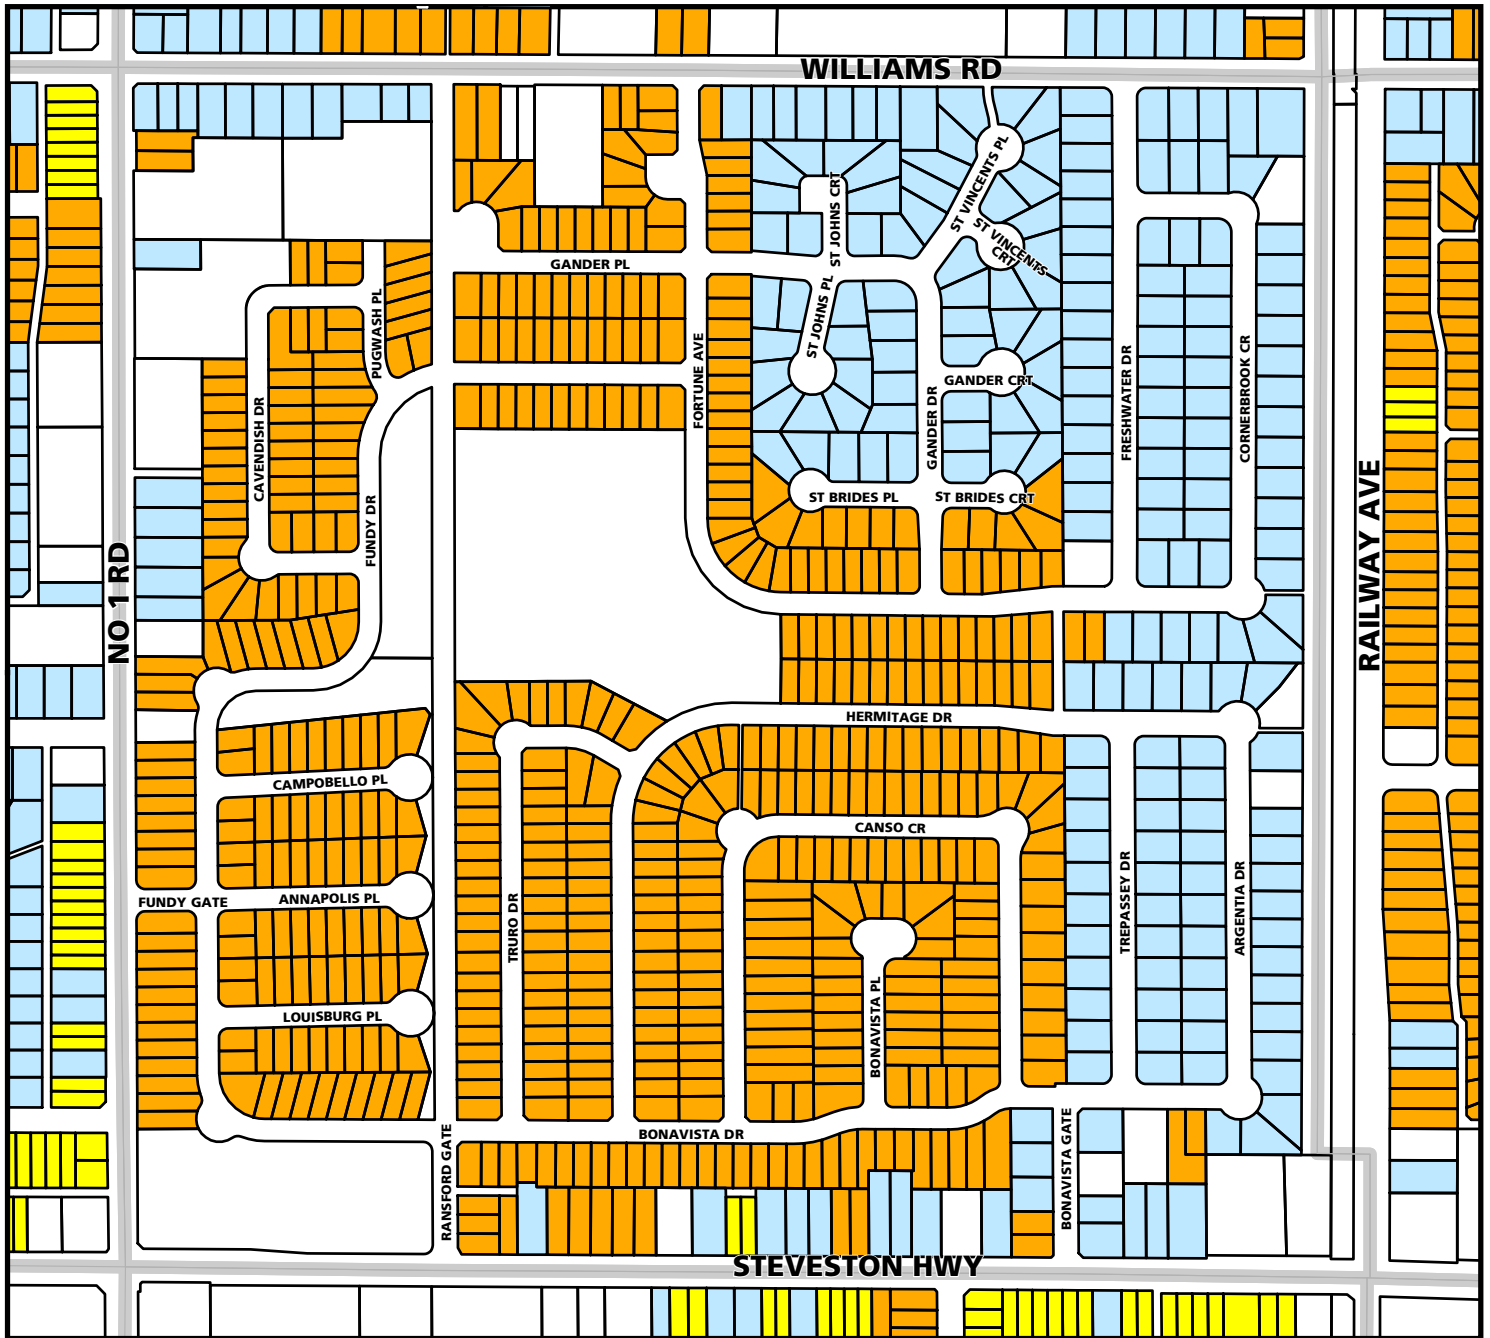 WILLIAMS RD
ST VINCENTS PL
ST JOHNS CRT
ST VINCENTS
CRT
GANDER PL
PUGWASH PL
ST JOHNS PL
FORTUNE AVE
GANDER CRT
FRESHWATER DR
CORNERBROOK CR
GANDER DR
CAVENDISH DR
ST BRIDES PL
ST BRIDES CRT
FUNDY DR
NO 1 RD
RAILWAY AVE
HERMITAGE DR
CAMPOBELLO PL
CANSO CR
FUNDY GATE
ANNAPOLIS PL
TRURO DR
TREPASSEY DR
ARGENTIA DR
LOUISBURG PL
BONAVISTA PL
BONAVISTA DR
RANSFORD GATE
BONAVISTA GATE
STEVESTON HWY